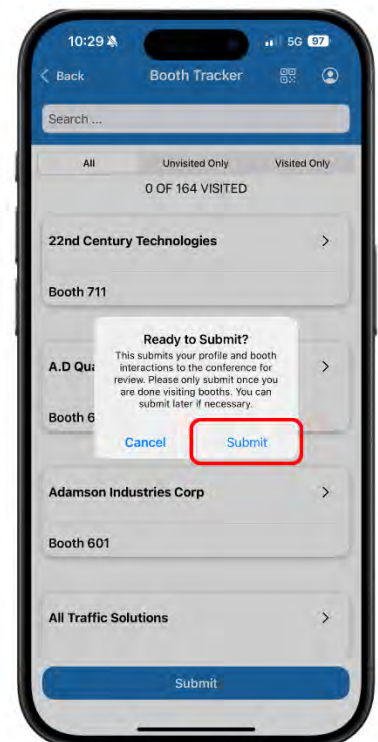 10:29
5G 97
Back Booth Tracker
Search ...
All Unvisited Only Visited Only
0 OF 164 VISITED
22nd Century Technologies
Booth 711
Ready to Submit?
This submits your profile and booth
interactions to the conference for
review. Please only submit once you
are done visiting booths. You can
submit later if necessary.
Cancel Submit
A.D
Booth 6
Adamson Industries Corp
Booth 601
All Traffic Solutions
Submit